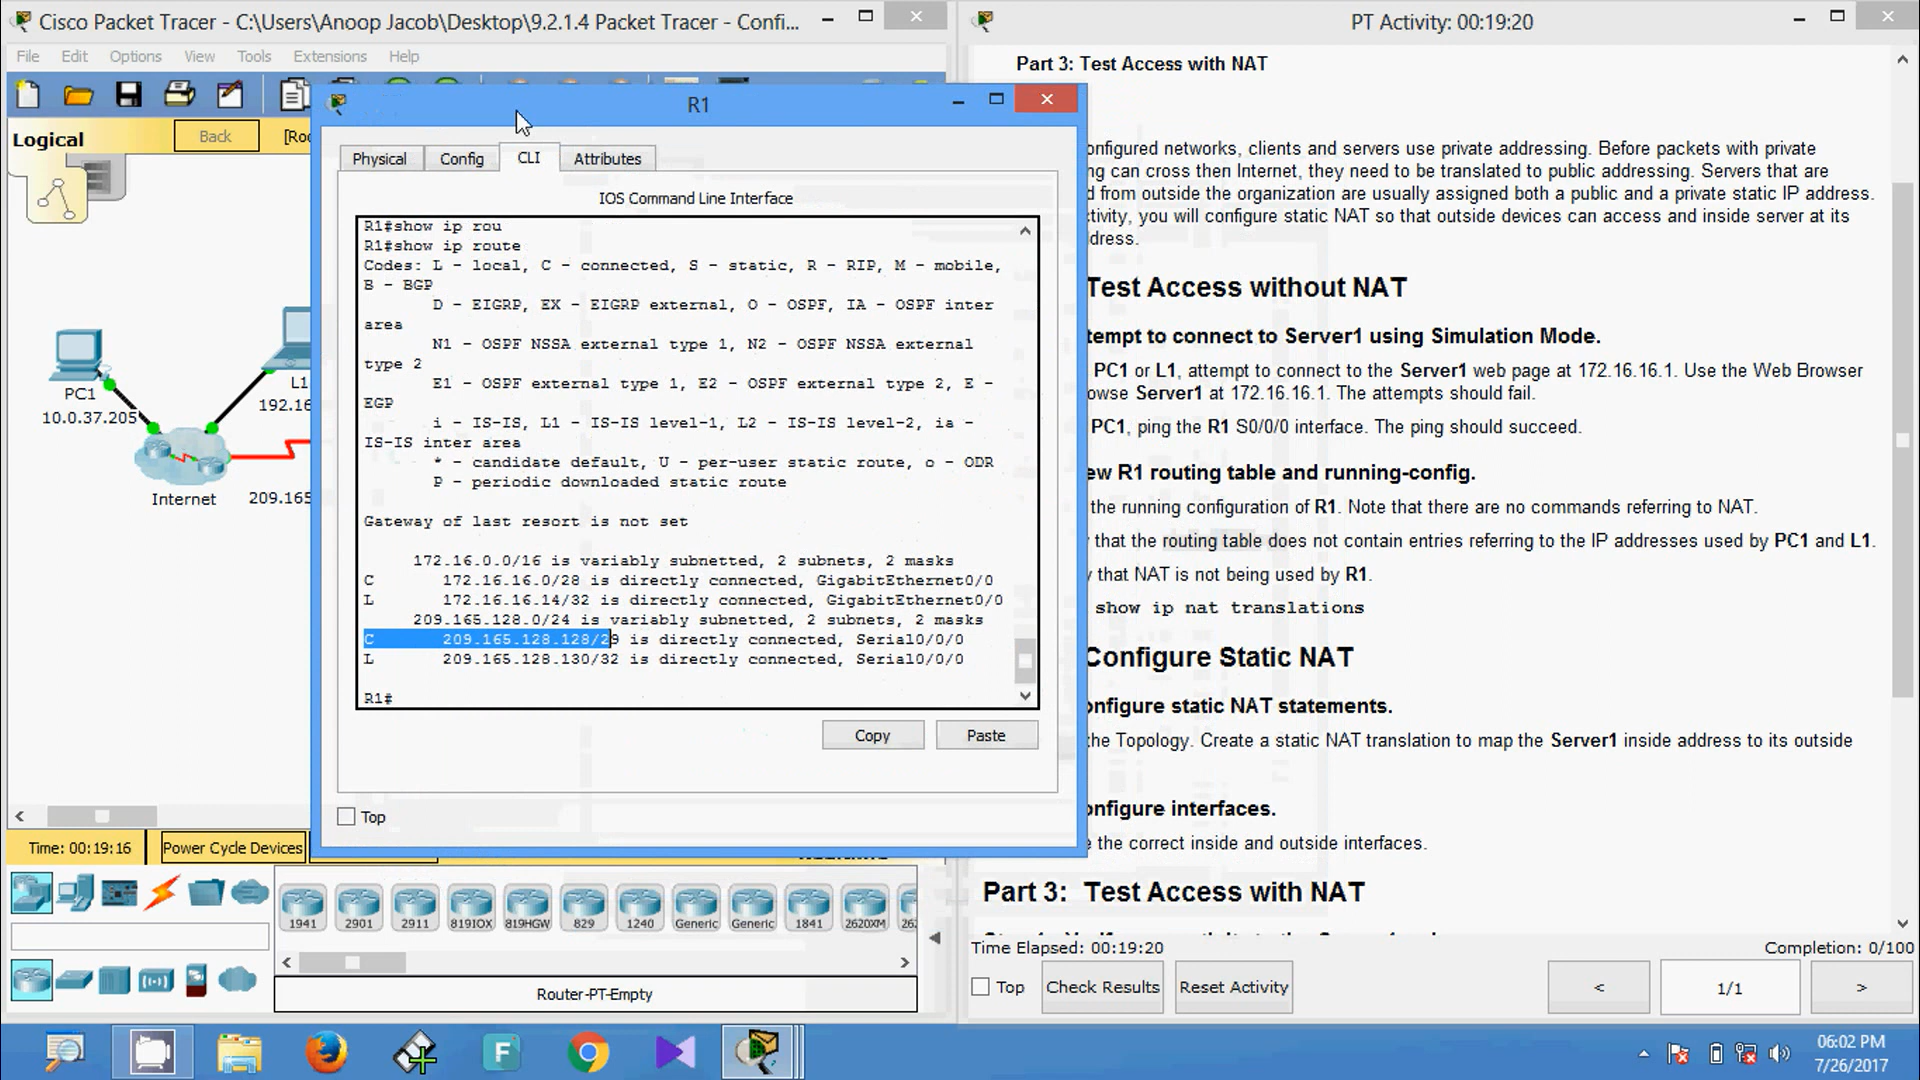 Cisco Packet Tracer - C:\Users\Anoop Jacob\Desktop\9.2.1.4 Packet Tracer - Confi...
File Edit Options View Tools Extensions Help
Logical
Back
[Roo
PC1
10.0.37.205
L1
192.16
Internet
209.165
R1
Physical
Config
CLI
Attributes
IOS Command Line Interface
R1#show ip rou
R1#show ip route
Codes: L - local, C - connected, S - static, R - RIP, M - mobile,
B - BGP
D - EIGRP, EX - EIGRP external, O - OSPF, IA - OSPF inter
area
N1 - OSPF NSSA external type 1, N2 - OSPF NSSA external
type 2
E1 - OSPF external type 1, E2 - OSPF external type 2, E -
EGP
i - IS-IS, L1 - IS-IS level-1, L2 - IS-IS level-2, ia -
IS-IS inter area
* - candidate default, U - per-user static route, o - ODR
P - periodic downloaded static route
Gateway of last resort is not set
172.16.0.0/16 is variably subnetted, 2 subnets, 2 masks
C 172.16.16.0/28 is directly connected, GigabitEthernet0/0
L 172.16.16.14/32 is directly connected, GigabitEthernet0/0
209.165.128.0/24 is variably subnetted, 2 subnets, 2 masks
C 209.165.128.128/29 is directly connected, Serial0/0/0
L 209.165.128.130/32 is directly connected, Serial0/0/0
R1#
Copy
Paste
Top
Time: 00:19:16
Power Cycle Devices
1941
2901
2911
819IOX
819HGW
829
1240
Generic
Generic
1841
2620XM
26
Router-PT-Empty
PT Activity: 00:19:20
Part 3: Test Access with NAT
onfigured networks, clients and servers use private addressing. Before packets with private
ng can cross then Internet, they need to be translated to public addressing. Servers that are
d from outside the organization are usually assigned both a public and a private static IP address.
tivity, you will configure static NAT so that outside devices can access and inside server at its
dress.
Test Access without NAT
tempt to connect to Server1 using Simulation Mode.
PC1 or L1, attempt to connect to the Server1 web page at 172.16.16.1. Use the Web Browser
owse Server1 at 172.16.16.1. The attempts should fail.
PC1, ping the R1 S0/0/0 interface. The ping should succeed.
ew R1 routing table and running-config.
the running configuration of R1. Note that there are no commands referring to NAT.
that the routing table does not contain entries referring to the IP addresses used by PC1 and L1.
y that NAT is not being used by R1.
show ip nat translations
Configure Static NAT
onfigure static NAT statements.
the Topology. Create a static NAT translation to map the Server1 inside address to its outside
onfigure interfaces.
e the correct inside and outside interfaces.
Part 3: Test Access with NAT
Time Elapsed: 00:19:20
Completion: 0/100
Top
Check Results
Reset Activity
<
1/1
>
F
06:02 PM
7/26/2017